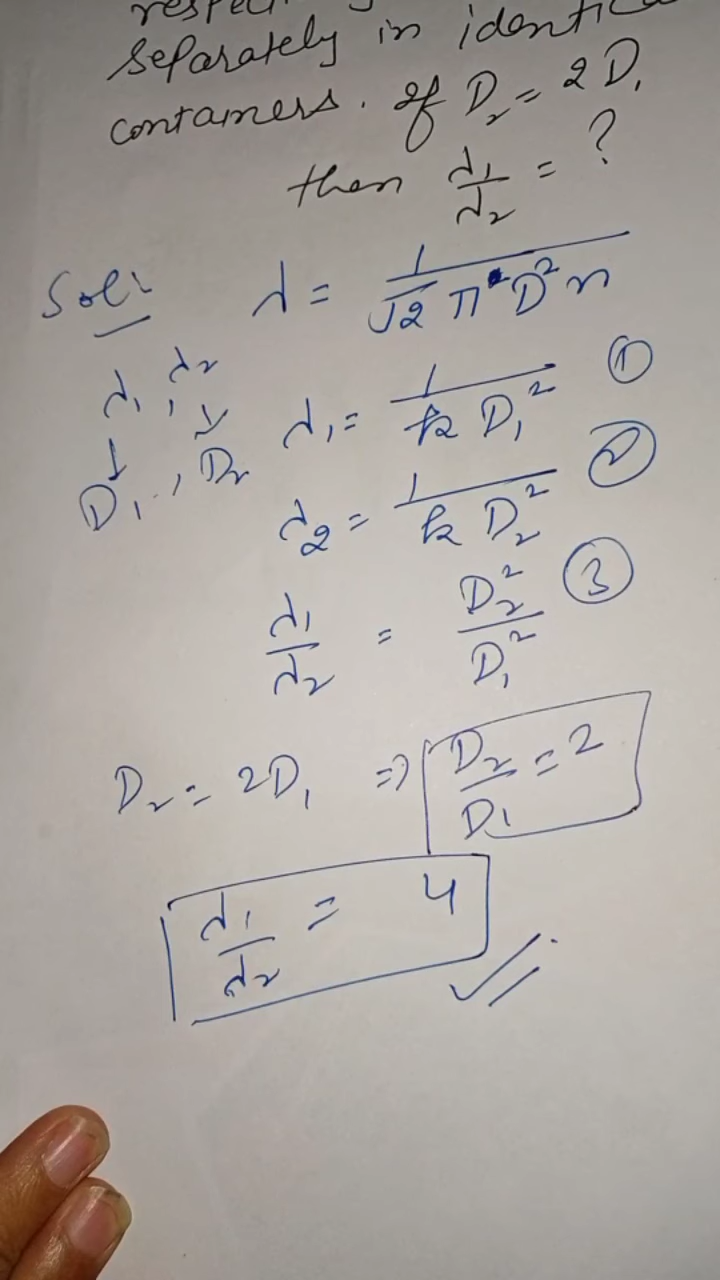 separately in identical
containers. If D₂ = 2D₁
then λ₁/λ₂ = ?
Sol: λ = 1/(√2 π D² n)
λ₁, λ₂
↓ ↓
D₁, D₂
λ₁ = 1/(k D₁²) ①
λ₂ = 1/(k D₂²) ②
λ₁/λ₂ = D₂²/D₁² ③
D₂ = 2D₁ ⇒ D₂/D₁ = 2
λ₁/λ₂ = 4